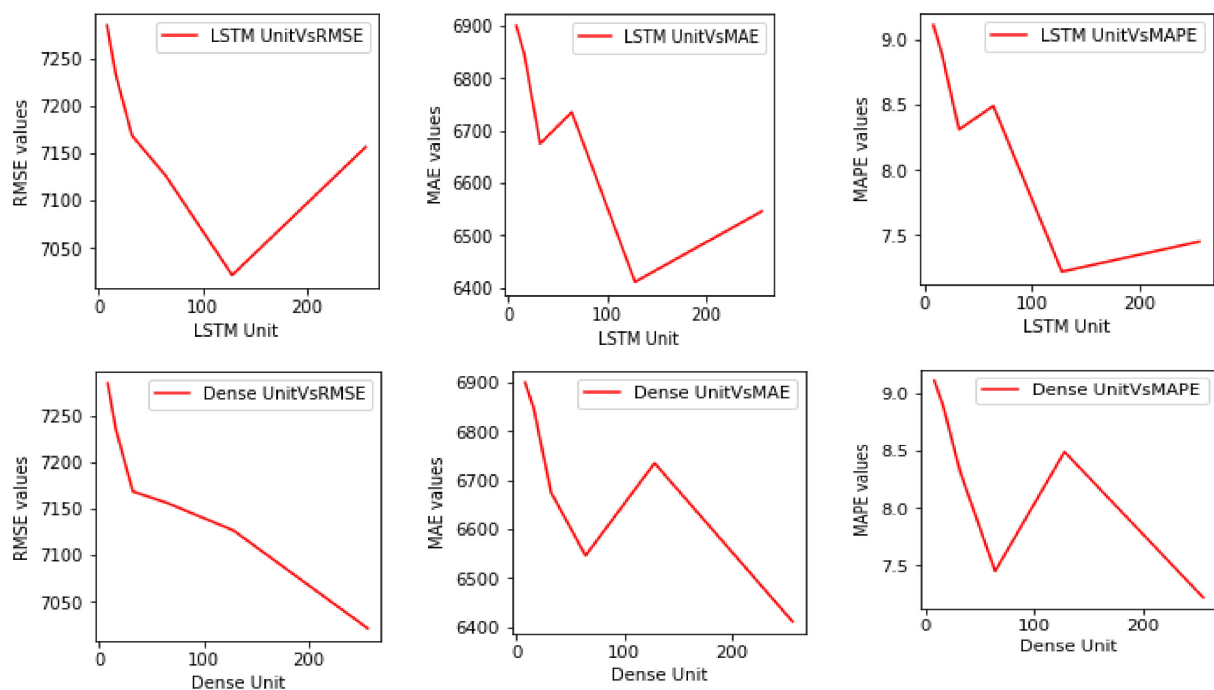 LSTM UnitVsRMSE
RMSE values
7250
7200
7150
7100
7050
0 100 200
LSTM Unit
LSTM UnitVsMAE
MAE values
6900
6800
6700
6600
6500
6400
0 100 200
LSTM Unit
LSTM UnitVsMAPE
MAPE values
9.0
8.5
8.0
7.5
0 100 200
LSTM Unit
Dense UnitVsRMSE
RMSE values
7250
7200
7150
7100
7050
0 100 200
Dense Unit
Dense UnitVsMAE
MAE values
6900
6800
6700
6600
6500
6400
0 100 200
Dense Unit
Dense UnitVsMAPE
MAPE values
9.0
8.5
8.0
7.5
0 100 200
Dense Unit